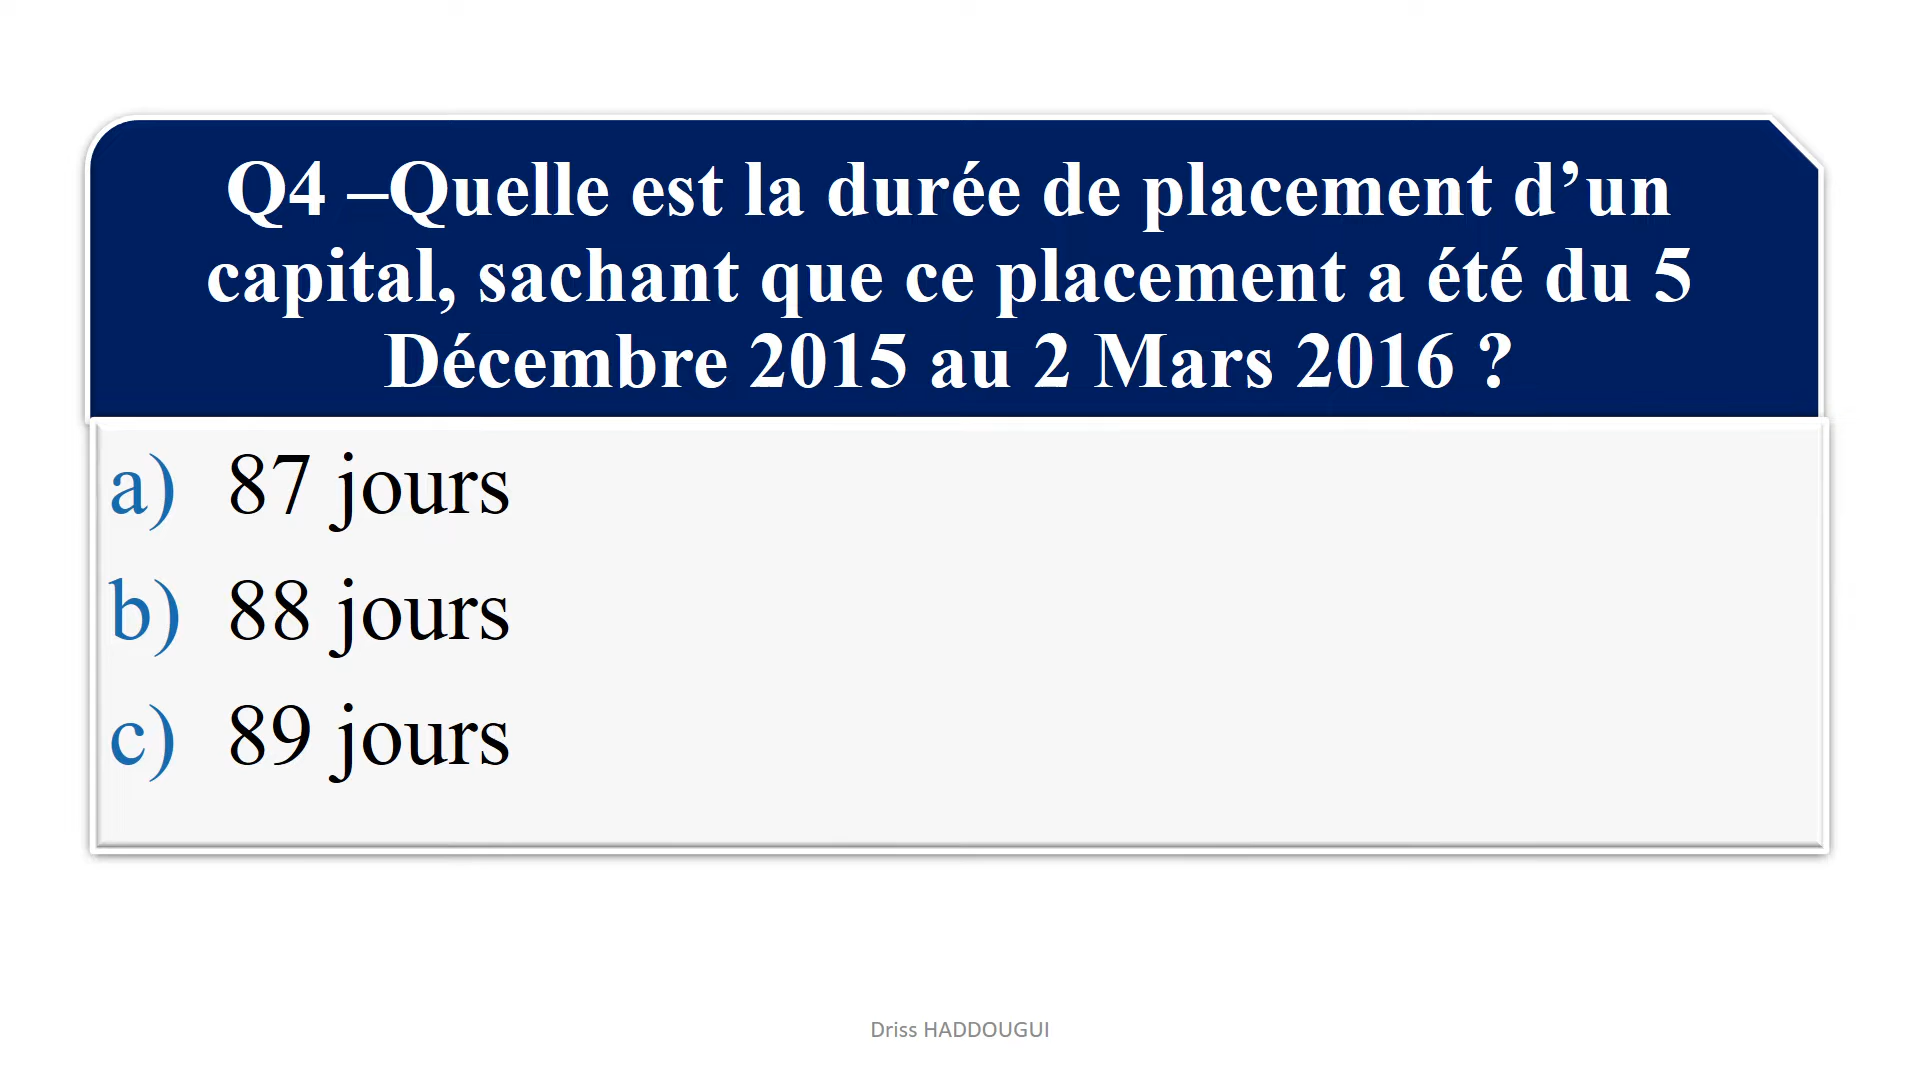 Q4 –Quelle est la durée de placement d’un
capital, sachant que ce placement a été du 5
Décembre 2015 au 2 Mars 2016 ?
a) 87 jours
b) 88 jours
c) 89 jours
Driss HADDOUGUI